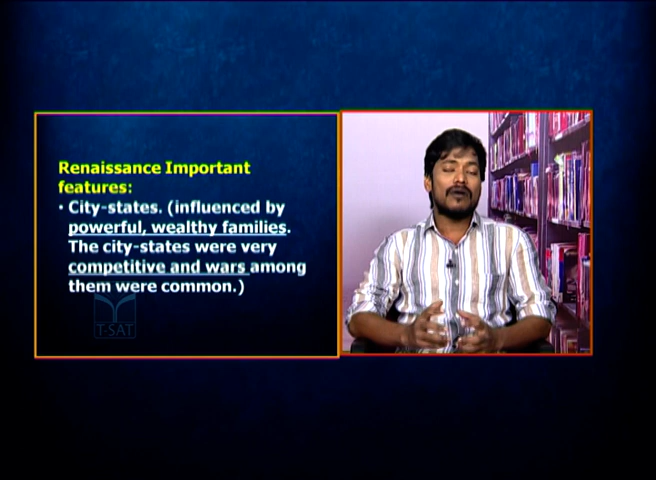 Renaissance Important
features:
• City-states. (influenced by
powerful, wealthy families.
The city-states were very
competitive and wars among
them were common.)
T-SAT